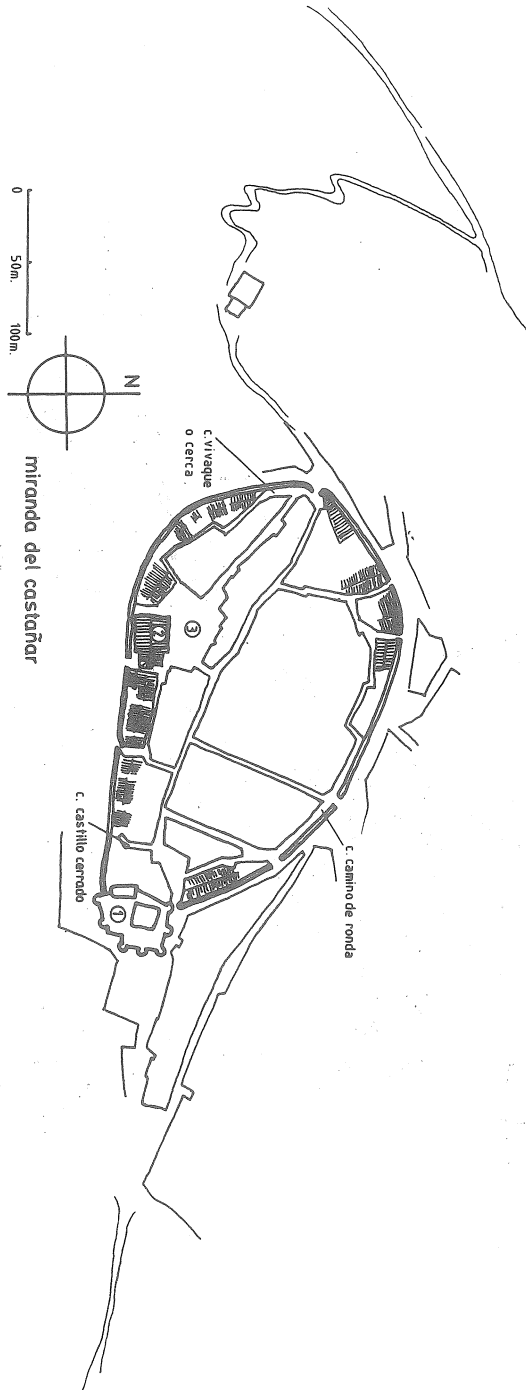 0 50m. 100m.
N
miranda del castañar
c. vivaque
o cerca
3
2
c. castillo cerrado
1
c. camino de ronda